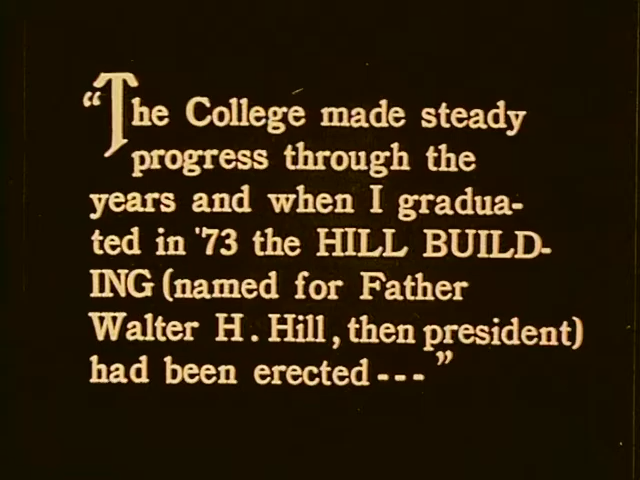 “The College made steady
progress through the
years and when I gradua-
ted in '73 the HILL BUILD-
ING (named for Father
Walter H. Hill, then president)
had been erected --- ”